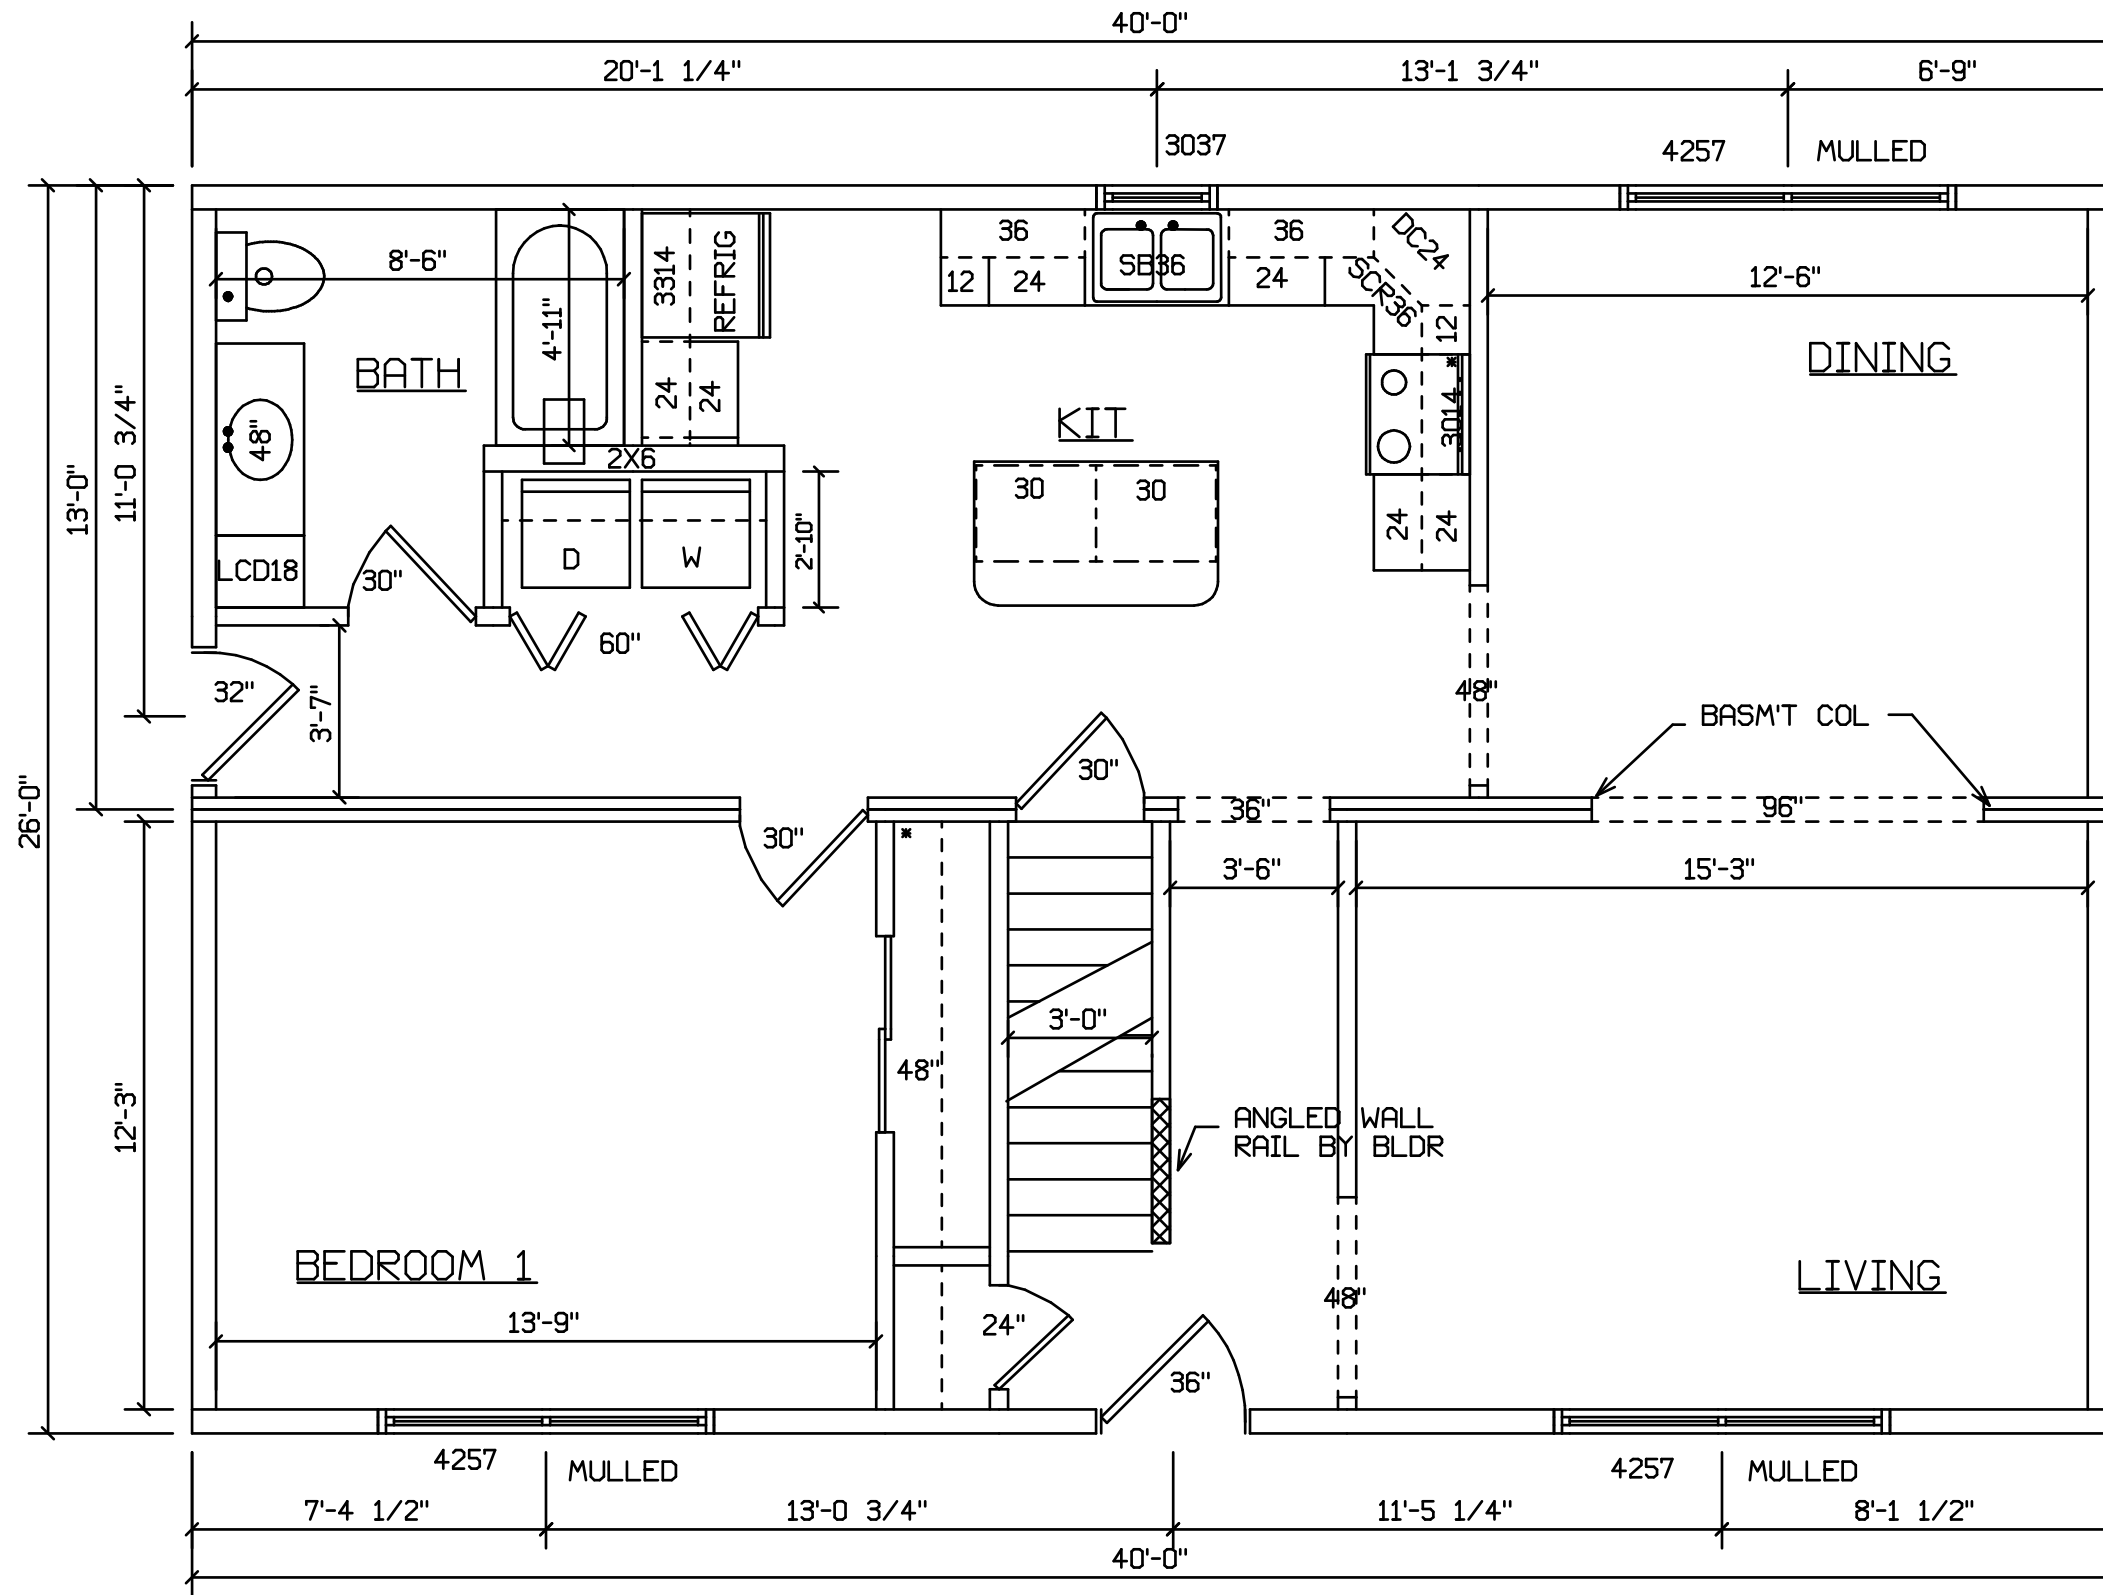 40'-0"
20'-1 1/4"
13'-1 3/4"
6'-9"
3037
4257
MULLED
36
36
DC24
8'-6"
3314
REFRIG
12
24
SB36
24
SCR36
12
12'-6"
4'-11"
BATH
DINING
24
24
KIT
3014
11'-0 3/4"
13'-0"
48"
2X6
30
30
24
24
2'-10"
D
W
LCD18
30"
60"
32"
3'-7"
48"
BASM'T COL
30"
26'-0"
36"
96"
30"
3'-6"
15'-3"
3'-0"
48"
12'-3"
ANGLED WALL
RAIL BY BLDR
BEDROOM 1
LIVING
13'-9"
24"
48"
36"
4257
MULLED
4257
MULLED
7'-4 1/2"
13'-0 3/4"
11'-5 1/4"
8'-1 1/2"
40'-0"